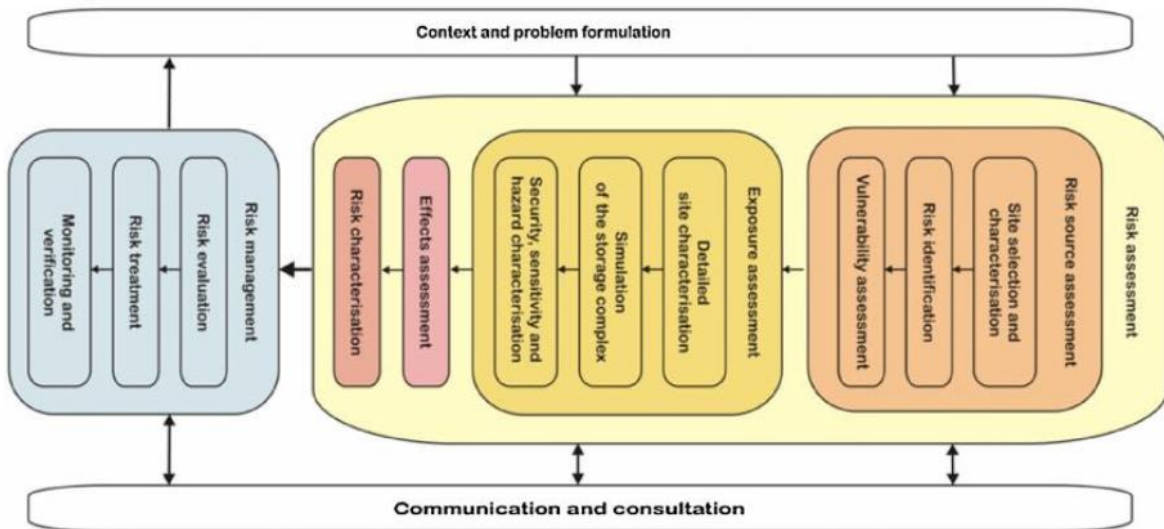 Context and problem formulation
Risk assessment
Risk source assessment
Site selection and
characterisation
Risk identification
Vulnerability assessment
Exposure assessment
Detailed
site characterisation
Simulation
of the storage complex
Security, sensitivity and
hazard characterisation
Effects assessment
Risk characterisation
Risk management
Risk evaluation
Risk treatment
Monitoring and
verification
Communication and consultation